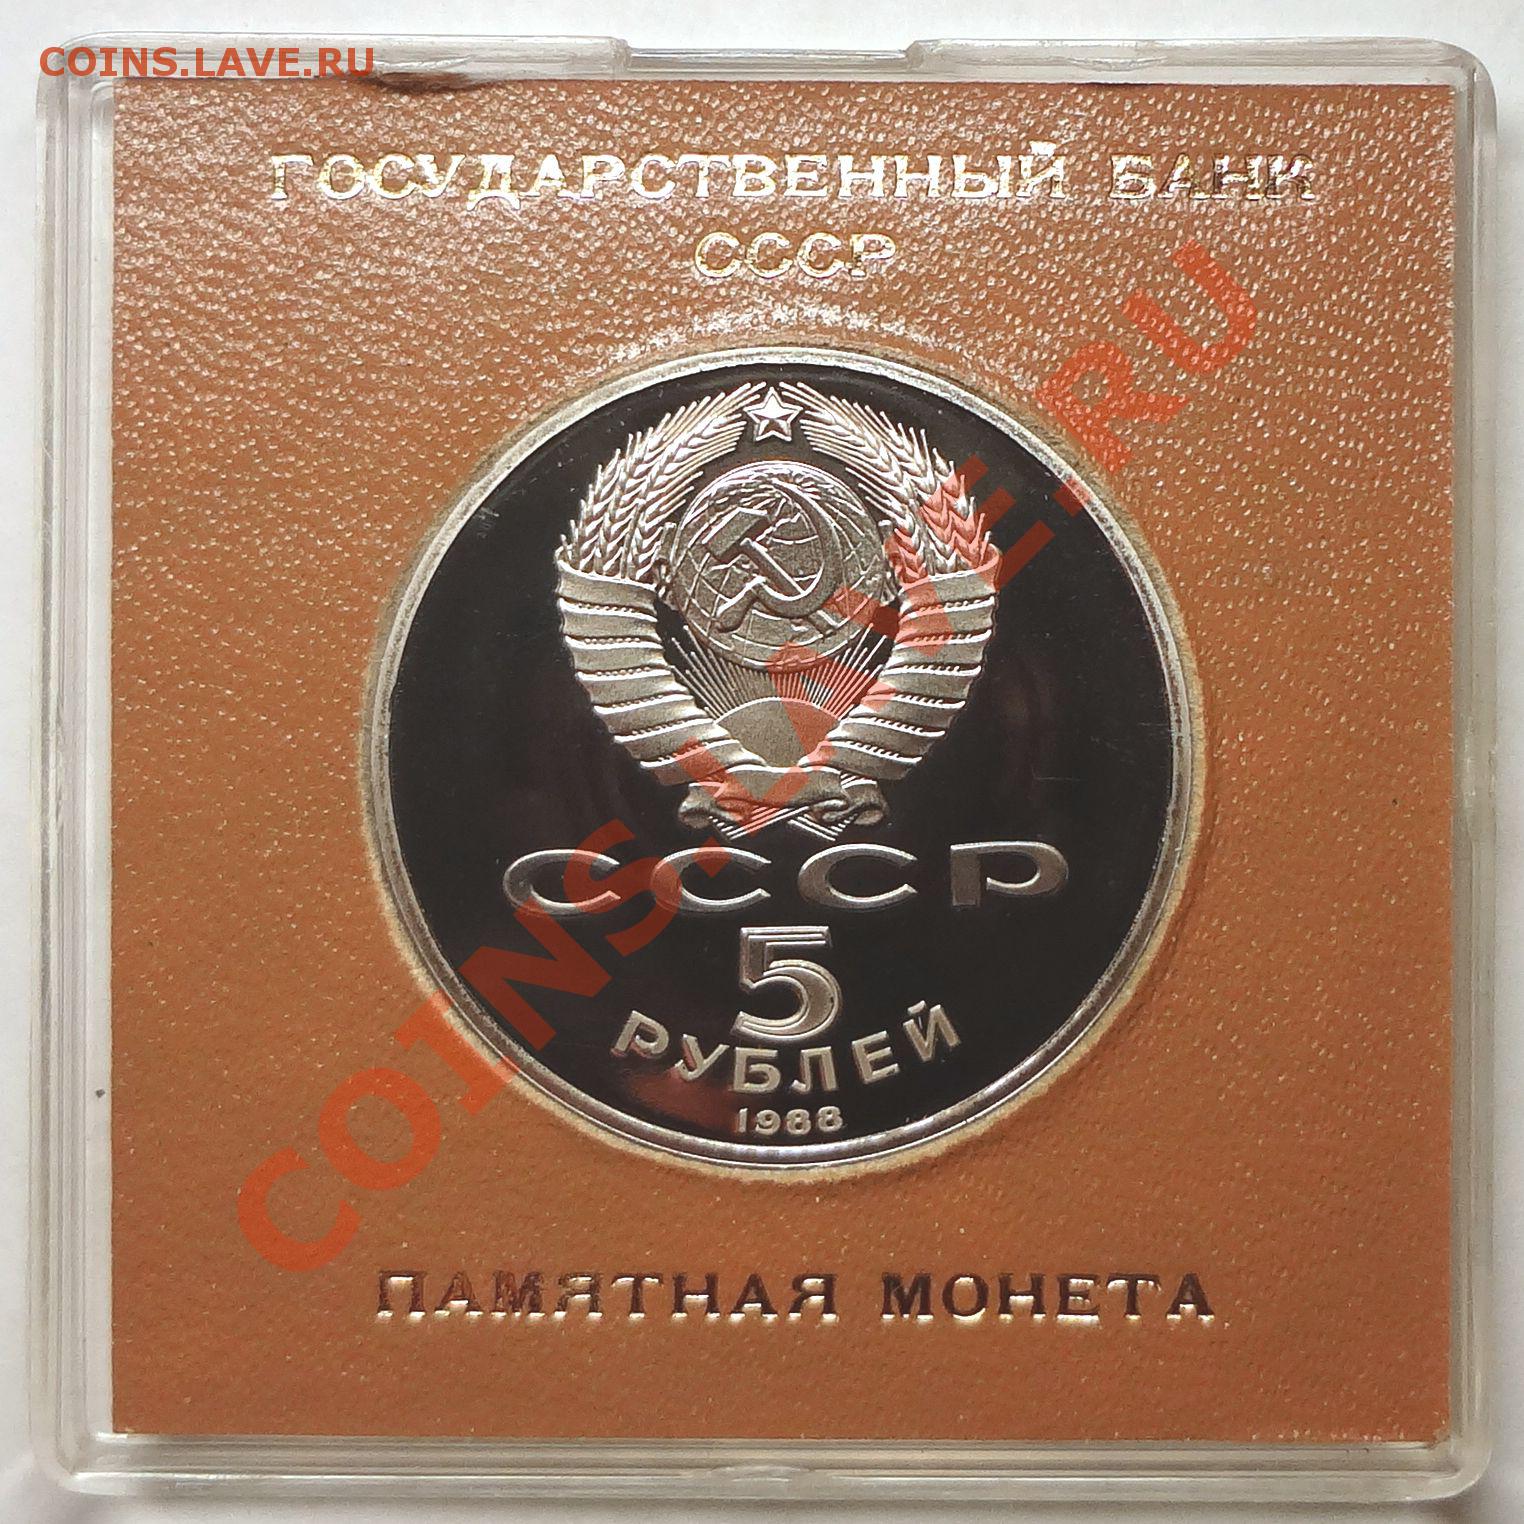 COINS.LAVE.RU
ГОСУДАРСТВЕННЫЙ БАНК
СССР
СССР
5
РУБЛЕЙ
1988
COINS.LAVE.RU
ПАМЯТНАЯ МОНЕТА